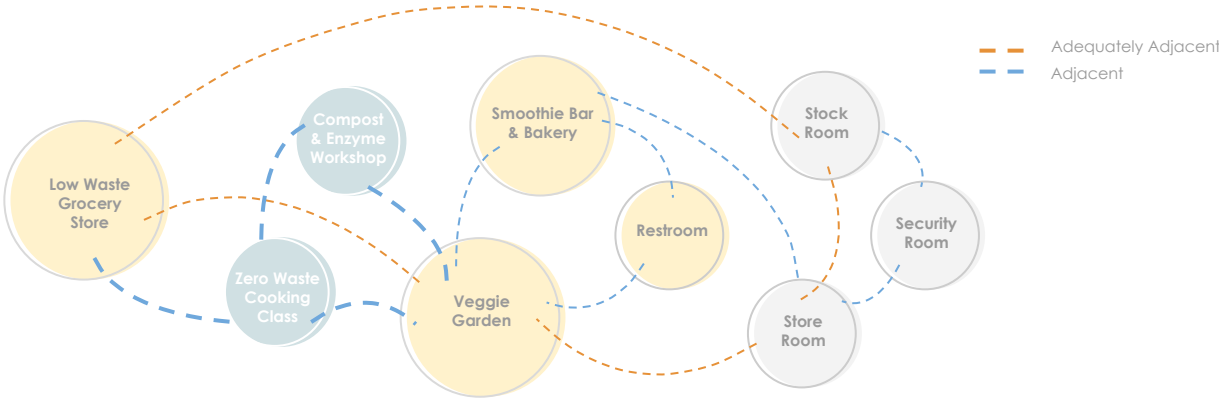 Adequately Adjacent
Adjacent
Low Waste
Grocery
Store
Compost
& Enzyme
Workshop
Zero Waste
Cooking
Class
Smoothie Bar
& Bakery
Veggie
Garden
Restroom
Stock
Room
Security
Room
Store
Room